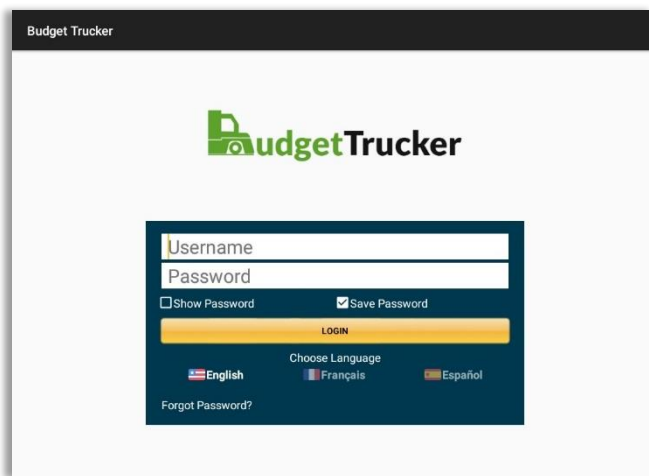 Budget Trucker
BudgetTrucker
Username
Password
Show Password Save Password
LOGIN
Choose Language
English Français Español
Forgot Password?